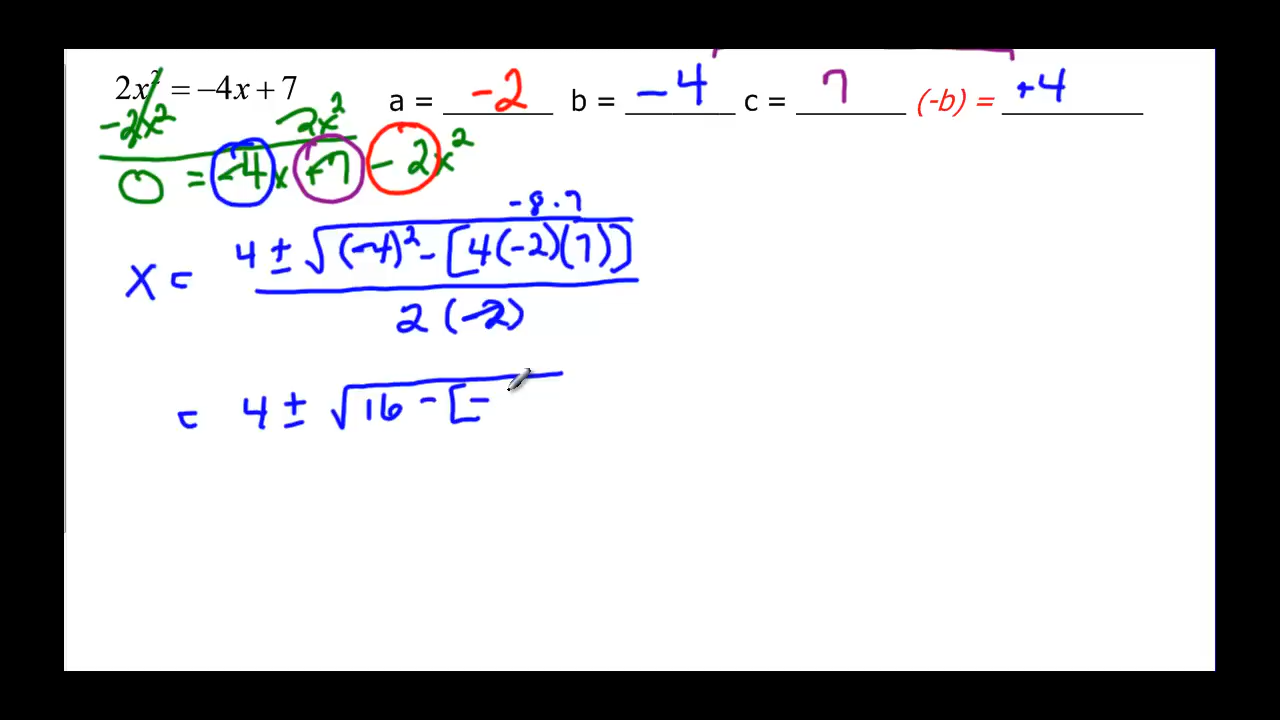 2x² = −4x + 7 a = -2 b = -4 c = 7 (-b) = +4
-2x² -2x²
0 = -4x +7 -2x²
-8 · 7
x = 4 ± √(-4)² - [4(-2)(7)]
2(-2)
= 4 ± √16 - [-